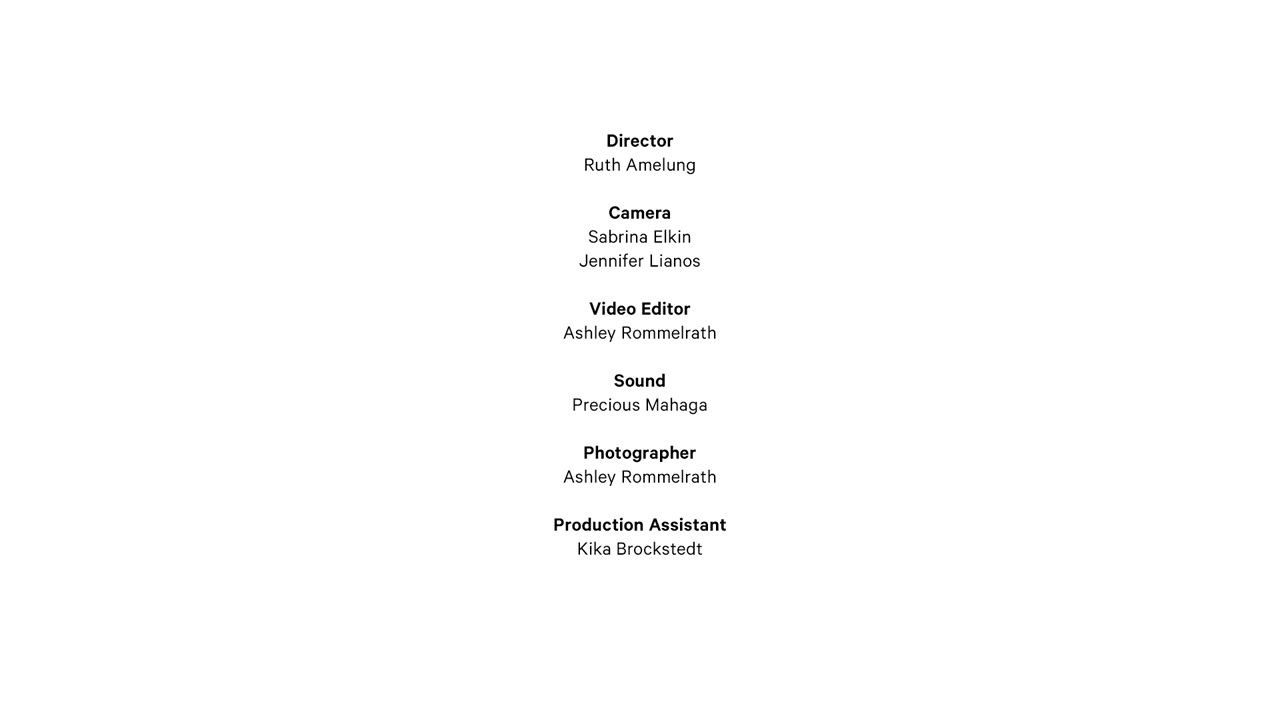 Director
Ruth Amelung
Camera
Sabrina Elkin
Jennifer Lianos
Video Editor
Ashley Rommelrath
Sound
Precious Mahaga
Photographer
Ashley Rommelrath
Production Assistant
Kika Brockstedt